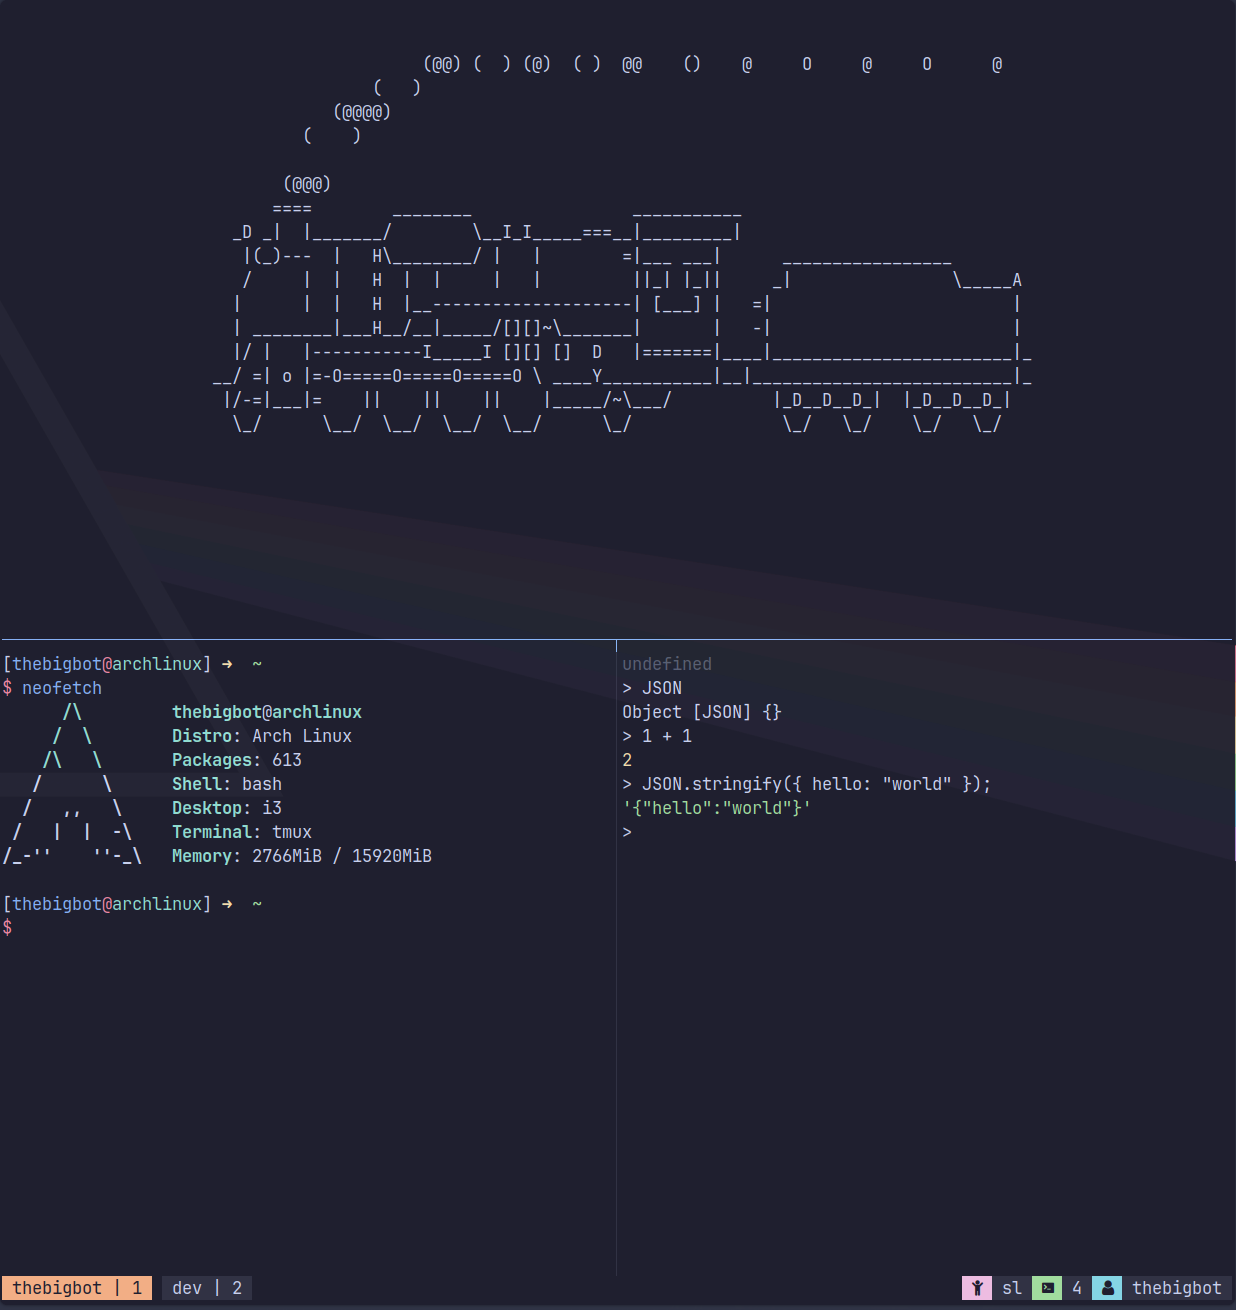 (@@) (  ) (@)  ( )  @@    ()    @     O     @     O      @
                                     (   )
                                 (@@@@)
                              (    )

                            (@@@)
                           ====        ________                ___________
                       _D _|  |_______/        \__I_I_____===__|_________|
                        |(_)---  |   H\________/ |   |        =|___ ___|      _________________
                        /     |  |   H  |  |     |   |         ||_| |_||     _|                \_____A
                       |      |  |   H  |__--------------------| [___] |   =|                        |
                       | ________|___H__/__|_____/[][]~\_______|       |   -|                        |
                       |/ |   |-----------I_____I [][] []  D   |=======|____|________________________|_
                     __/ =| o |=-O=====O=====O=====O \ ____Y___________|__|__________________________|_
                      |/-=|___|=    ||    ||    ||    |_____/~\___/          |_D__D__D_|  |_D__D__D_|
                       \_/      \__/  \__/  \__/  \__/      \_/               \_/   \_/    \_/   \_/
[thebigbot@archlinux] ➜  ~
$ neofetch
      /\         thebigbot@archlinux
     /  \        Distro: Arch Linux
    /\   \       Packages: 613
   /      \      Shell: bash
  /   ,,   \     Desktop: i3
 /   |  |  -\    Terminal: tmux
/_-''    ''-_\   Memory: 2766MiB / 15920MiB

[thebigbot@archlinux] ➜  ~
$
undefined
> JSON
Object [JSON] {}
> 1 + 1
2
> JSON.stringify({ hello: "world" });
'{"hello":"world"}'
>
thebigbot | 1  dev | 2  sl  4  thebigbot